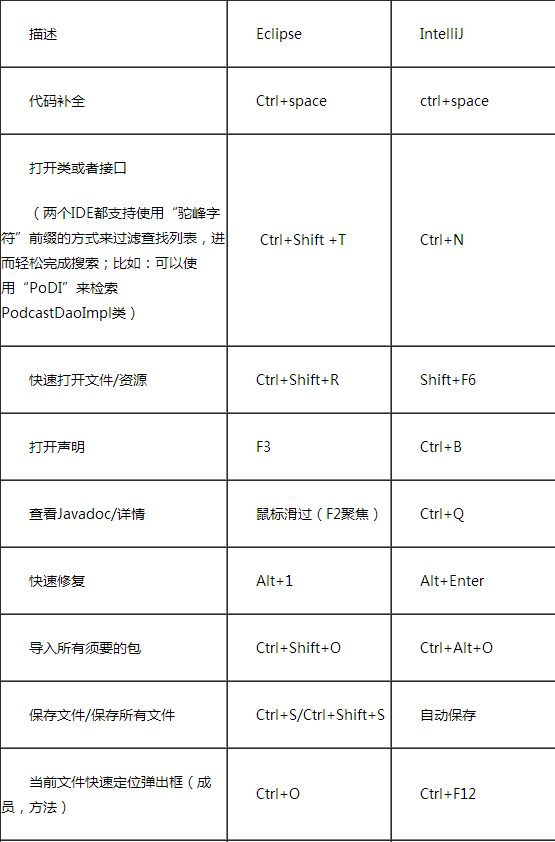 描述 Eclipse IntelliJ
代码补全 Ctrl+space ctrl+space
打开类或者接口
（两个IDE都支持使用“驼峰字
符”前缀的方式来过滤查找列表，进
而轻松完成搜索；比如：可以使
用“PoDI”来检索
PodcastDaoImpl类）
Ctrl+Shift +T Ctrl+N
快速打开文件/资源 Ctrl+Shift+R Shift+F6
打开声明 F3 Ctrl+B
查看Javadoc/详情 鼠标滑过（F2聚焦） Ctrl+Q
快速修复 Alt+1 Alt+Enter
导入所有须要的包 Ctrl+Shift+O Ctrl+Alt+O
保存文件/保存所有文件 Ctrl+S/Ctrl+Shift+S 自动保存
当前文件快速定位弹出框（成
员，方法）
Ctrl+O Ctrl+F12